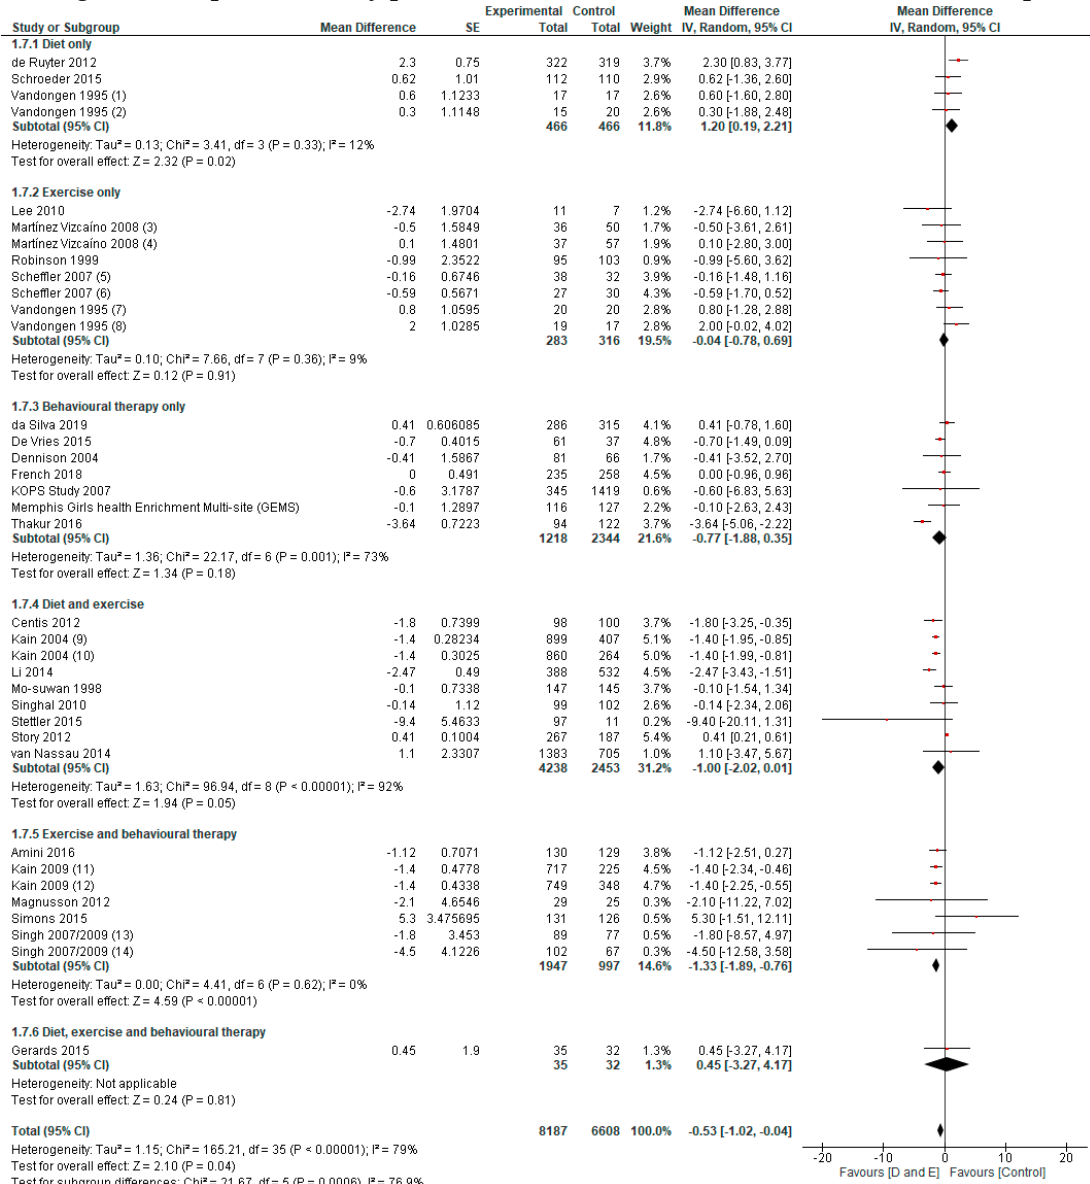 Experimental Control Mean Difference Mean Difference
Study or Subgroup Mean Difference SE Total Total Weight IV, Random, 95% CI IV, Random, 95% CI
1.7.1 Diet only
de Ruyter 2012 2.3 0.75 322 319 3.7% 2.30 [0.83, 3.77]
Schroeder 2015 0.62 1.01 112 110 2.9% 0.62 [-1.36, 2.60]
Vandongen 1995 (1) 0.6 1.1233 17 17 2.6% 0.60 [-1.60, 2.80]
Vandongen 1995 (2) 0.3 1.1148 15 20 2.6% 0.30 [-1.88, 2.48]
Subtotal (95% CI) 466 466 11.8% 1.20 [0.19, 2.21]
Heterogeneity: Tau² = 0.13; Chi² = 3.41, df = 3 (P = 0.33); I² = 12%
Test for overall effect: Z = 2.32 (P = 0.02)
1.7.2 Exercise only
Lee 2010 -2.74 1.9704 11 7 1.2% -2.74 [-6.60, 1.12]
Martínez Vizcaíno 2008 (3) -0.5 1.5849 36 50 1.7% -0.50 [-3.61, 2.61]
Martínez Vizcaíno 2008 (4) 0.1 1.4801 37 57 1.9% 0.10 [-2.80, 3.00]
Robinson 1999 -0.99 2.3522 95 103 0.9% -0.99 [-5.60, 3.62]
Scheffler 2007 (5) -0.16 0.6746 38 32 3.9% -0.16 [-1.48, 1.16]
Scheffler 2007 (6) -0.59 0.5671 27 30 4.3% -0.59 [-1.70, 0.52]
Vandongen 1995 (7) 0.8 1.0595 20 20 2.8% 0.80 [-1.28, 2.88]
Vandongen 1995 (8) 2 1.0285 19 17 2.8% 2.00 [-0.02, 4.02]
Subtotal (95% CI) 283 316 19.5% -0.04 [-0.78, 0.69]
Heterogeneity: Tau² = 0.10; Chi² = 7.66, df = 7 (P = 0.36); I² = 9%
Test for overall effect: Z = 0.12 (P = 0.91)
1.7.3 Behavioural therapy only
da Silva 2019 0.41 0.606085 286 315 4.1% 0.41 [-0.78, 1.60]
De Vries 2015 -0.7 0.4015 61 37 4.8% -0.70 [-1.49, 0.09]
Dennison 2004 -0.41 1.5867 81 66 1.7% -0.41 [-3.52, 2.70]
French 2018 0 0.491 235 258 4.5% 0.00 [-0.96, 0.96]
KOPS Study 2007 -0.6 3.1787 345 1419 0.6% -0.60 [-6.83, 5.63]
Memphis Girls health Enrichment Multi-site (GEMS) -0.1 1.2897 116 127 2.2% -0.10 [-2.63, 2.43]
Thakur 2016 -3.64 0.7223 94 122 3.7% -3.64 [-5.06, -2.22]
Subtotal (95% CI) 1218 2344 21.6% -0.77 [-1.88, 0.35]
Heterogeneity: Tau² = 1.36; Chi² = 22.17, df = 6 (P = 0.001); I² = 73%
Test for overall effect: Z = 1.34 (P = 0.18)
1.7.4 Diet and exercise
Centis 2012 -1.8 0.7399 98 100 3.7% -1.80 [-3.25, -0.35]
Kain 2004 (9) -1.4 0.28234 899 407 5.1% -1.40 [-1.95, -0.85]
Kain 2004 (10) -1.4 0.3025 860 264 5.0% -1.40 [-1.99, -0.81]
Li 2014 -2.47 0.49 388 532 4.5% -2.47 [-3.43, -1.51]
Mo-suwan 1998 -0.1 0.7338 147 145 3.7% -0.10 [-1.54, 1.34]
Singhal 2010 -0.14 1.12 99 102 2.6% -0.14 [-2.34, 2.06]
Stettler 2015 -9.4 5.4633 97 11 0.2% -9.40 [-20.11, 1.31]
Story 2012 0.41 0.1004 267 187 5.4% 0.41 [0.21, 0.61]
van Nassau 2014 1.1 2.3307 1383 705 1.0% 1.10 [-3.47, 5.67]
Subtotal (95% CI) 4238 2453 31.2% -1.00 [-2.02, 0.01]
Heterogeneity: Tau² = 1.63; Chi² = 96.94, df = 8 (P < 0.00001); I² = 92%
Test for overall effect: Z = 1.94 (P = 0.05)
1.7.5 Exercise and behavioural therapy
Amini 2016 -1.12 0.7071 130 129 3.8% -1.12 [-2.51, 0.27]
Kain 2009 (11) -1.4 0.4778 717 225 4.5% -1.40 [-2.34, -0.46]
Kain 2009 (12) -1.4 0.4338 749 348 4.7% -1.40 [-2.25, -0.55]
Magnusson 2012 -2.1 4.6546 29 25 0.3% -2.10 [-11.22, 7.02]
Simons 2015 5.3 3.475695 131 126 0.5% 5.30 [-1.51, 12.11]
Singh 2007/2009 (13) -1.8 3.453 89 77 0.5% -1.80 [-8.57, 4.97]
Singh 2007/2009 (14) -4.5 4.1226 102 67 0.3% -4.50 [-12.58, 3.58]
Subtotal (95% CI) 1947 997 14.6% -1.33 [-1.89, -0.76]
Heterogeneity: Tau² = 0.00; Chi² = 4.41, df = 6 (P = 0.62); I² = 0%
Test for overall effect: Z = 4.59 (P < 0.00001)
1.7.6 Diet, exercise and behavioural therapy
Gerards 2015 0.45 1.9 35 32 1.3% 0.45 [-3.27, 4.17]
Subtotal (95% CI) 35 32 1.3% 0.45 [-3.27, 4.17]
Heterogeneity: Not applicable
Test for overall effect: Z = 0.24 (P = 0.81)
Total (95% CI) 8187 6608 100.0% -0.53 [-1.02, -0.04]
Heterogeneity: Tau² = 1.15; Chi² = 165.21, df = 35 (P < 0.00001); I² = 79%
Test for overall effect: Z = 2.10 (P = 0.04)
Test for subgroup differences: Chi² = 21.67, df = 5 (P = 0.0006), I² = 76.9%
-20 -10 0 10 20
Favours [D and E] Favours [Control]